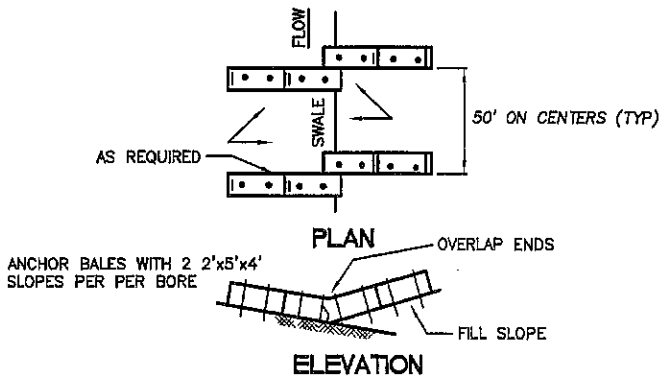 FLOW
SWALE
50' ON CENTERS (TYP)
AS REQUIRED
PLAN
OVERLAP ENDS
ANCHOR BALES WITH 2 2'x5'x4'
SLOPES PER PER BORE
FILL SLOPE
ELEVATION